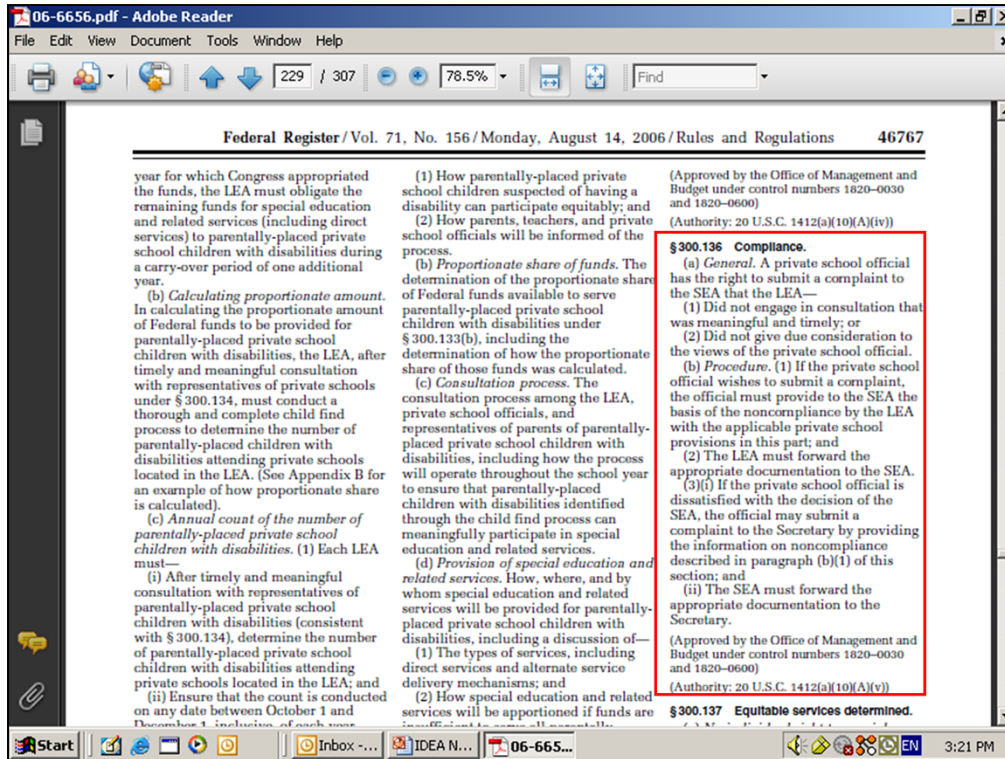 06-6656.pdf - Adobe Reader
File Edit View Document Tools Window Help
229 / 307 78.5% Find
Federal Register / Vol. 71, No. 156 / Monday, August 14, 2006 / Rules and Regulations 46767
year for which Congress appropriated
the funds, the LEA must obligate the
remaining funds for special education
and related services (including direct
services) to parentally-placed private
school children with disabilities during
a carry-over period of one additional
year.
(b) Calculating proportionate amount.
In calculating the proportionate amount
of Federal funds to be provided for
parentally-placed private school
children with disabilities, the LEA, after
timely and meaningful consultation
with representatives of private schools
under § 300.134, must conduct a
thorough and complete child find
process to determine the number of
parentally-placed children with
disabilities attending private schools
located in the LEA. (See Appendix B for
an example of how proportionate share
is calculated).
(c) Annual count of the number of
parentally-placed private school
children with disabilities. (1) Each LEA
must—
(i) After timely and meaningful
consultation with representatives of
parentally-placed private school
children with disabilities (consistent
with § 300.134), determine the number
of parentally-placed private school
children with disabilities attending
private schools located in the LEA; and
(ii) Ensure that the count is conducted
on any date between October 1 and
December 1, inclusive, of each year.
(1) How parentally-placed private
school children suspected of having a
disability can participate equitably; and
(2) How parents, teachers, and private
school officials will be informed of the
process.
(b) Proportionate share of funds. The
determination of the proportionate share
of Federal funds available to serve
parentally-placed private school
children with disabilities under
§ 300.133(b), including the
determination of how the proportionate
share of those funds was calculated.
(c) Consultation process. The
consultation process among the LEA,
private school officials, and
representatives of parents of parentally-
placed private school children with
disabilities, including how the process
will operate throughout the school year
to ensure that parentally-placed
children with disabilities identified
through the child find process can
meaningfully participate in special
education and related services.
(d) Provision of special education and
related services. How, where, and by
whom special education and related
services will be provided for parentally-
placed private school children with
disabilities, including a discussion of—
(1) The types of services, including
direct services and alternate service
delivery mechanisms; and
(2) How special education and related
services will be apportioned if funds are
insufficient to serve all parentally-
(Approved by the Office of Management and
Budget under control numbers 1820–0030
and 1820–0600)
(Authority: 20 U.S.C. 1412(a)(10)(A)(iv))
§ 300.136 Compliance.
(a) General. A private school official
has the right to submit a complaint to
the SEA that the LEA—
(1) Did not engage in consultation that
was meaningful and timely; or
(2) Did not give due consideration to
the views of the private school official.
(b) Procedure. (1) If the private school
official wishes to submit a complaint,
the official must provide to the SEA the
basis of the noncompliance by the LEA
with the applicable private school
provisions in this part; and
(2) The LEA must forward the
appropriate documentation to the SEA.
(3)(i) If the private school official is
dissatisfied with the decision of the
SEA, the official may submit a
complaint to the Secretary by providing
the information on noncompliance
described in paragraph (b)(1) of this
section; and
(ii) The SEA must forward the
appropriate documentation to the
Secretary.
(Approved by the Office of Management and
Budget under control numbers 1820–0030
and 1820–0600)
(Authority: 20 U.S.C. 1412(a)(10)(A)(v))
§ 300.137 Equitable services determined.
Start Inbox -... IDEA N... 06-665... EN 3:21 PM